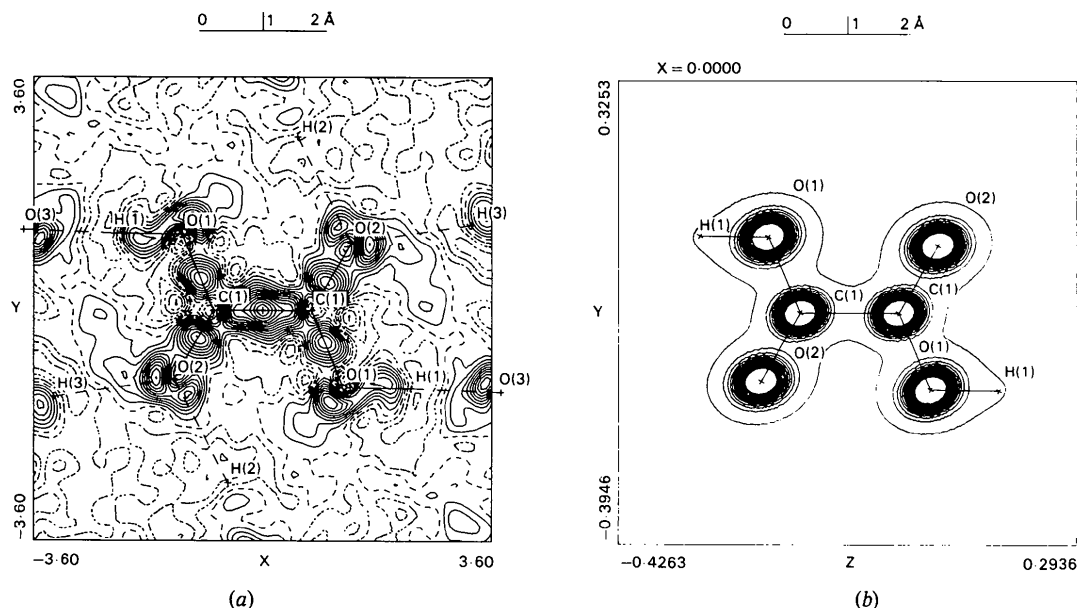 0 1 2 Å
3·60
H(2)
O(3)
H(1)
O(1)
O(2)
H(3)
Y
C(1)
C(1)
O(2)
H(3)
O(1)
H(1)
O(3)
H(2)
−3·60
−3·60
X
3·60
(a)
0 1 2 Å
X = 0·0000
0·3253
O(1)
O(2)
H(1)
C(1)
C(1)
Y
O(2)
O(1)
H(1)
−0·3946
−0·4263
Z
0·2936
(b)